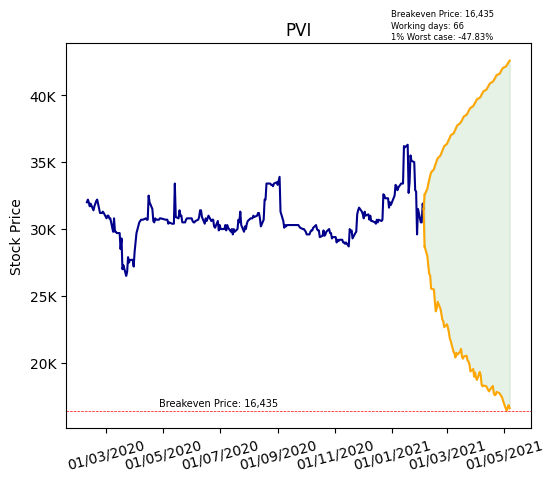 Breakeven Price: 16,435
Working days: 66
1% Worst case: -47.83%
PVI
Stock Price
40K
35K
30K
25K
20K
Breakeven Price: 16,435
01/03/2020
01/05/2020
01/07/2020
01/09/2020
01/11/2020
01/01/2021
01/03/2021
01/05/2021